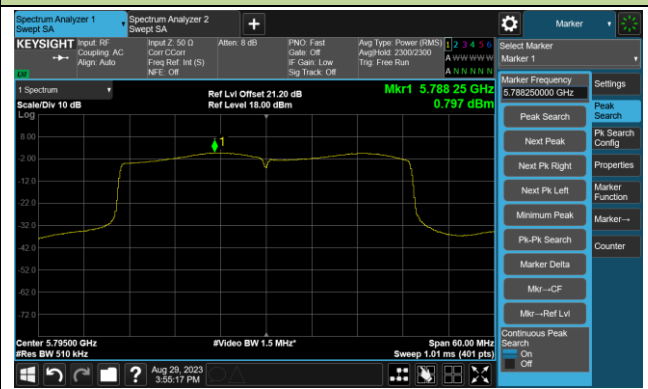 Spectrum Analyzer 1
Swept SA
Spectrum Analyzer 2
Swept SA
+
Marker
KEYSIGHT
Input: RF
Coupling: AC
Align: Auto
Input Z: 50 Ω
Corr CCorr
Freq Ref: Int (S)
NFE: Off
Atten: 8 dB
PNO: Fast
Gate: Off
IF Gain: Low
Sig Track: Off
Avg Type: Power (RMS)
Avg|Hold: 2300/2300
Trig: Free Run
1 2 3 4 5 6
A W W W W W
A N N N N N
Select Marker
Marker 1
1 Spectrum
Scale/Div 10 dB
Log
Ref Lvl Offset 21.20 dB
Ref Level 18.00 dBm
Mkr1 5.788 25 GHz
0.797 dBm
8.00
-2.00
-12.0
-22.0
-32.0
-42.0
-52.0
-62.0
-72.0
1
Center 5.79500 GHz
#Res BW 510 kHz
#Video BW 1.5 MHz*
Span 60.00 MHz
Sweep 1.01 ms (401 pts)
Marker Frequency
5.788250000 GHz
Peak Search
Next Peak
Next Pk Right
Next Pk Left
Minimum Peak
Pk-Pk Search
Marker Delta
Mkr→CF
Mkr→Ref Lvl
Continuous Peak
Search
On
Off
Settings
Peak
Search
Pk Search
Config
Properties
Marker
Function
Marker→
Counter
?
Aug 29, 2023
3:55:17 PM